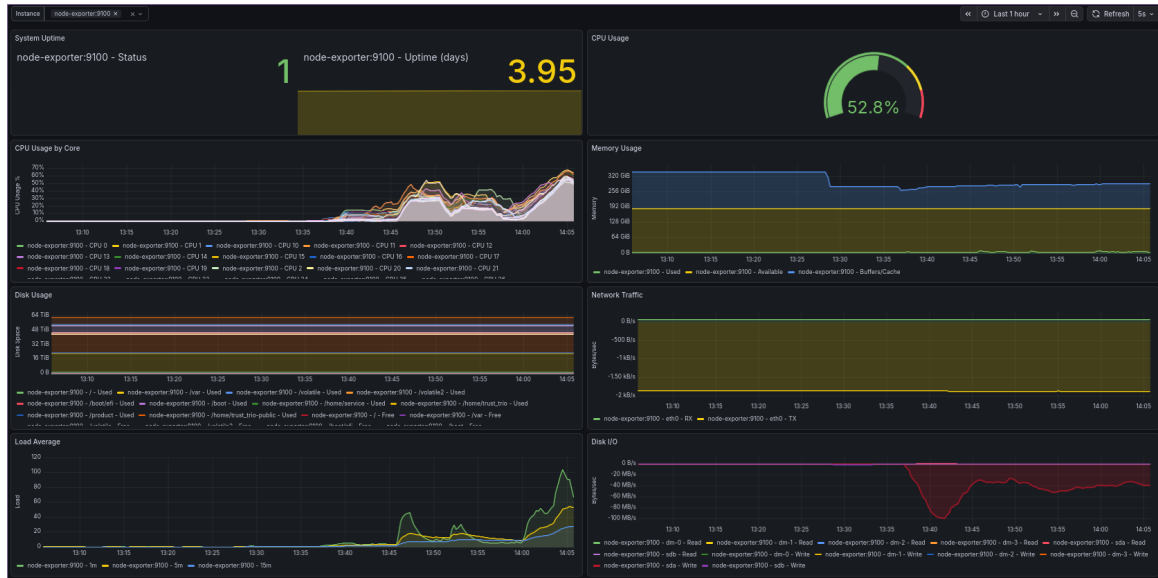 Instance node-exporter:9100 × × Last 1 hour Refresh 5s
System Uptime
node-exporter:9100 - Status
1
node-exporter:9100 - Uptime (days)
3.95
CPU Usage
52.8%
CPU Usage by Core
CPU Usage %
70%
60%
50%
40%
30%
20%
10%
0%
13:10 13:15 13:20 13:25 13:30 13:35 13:40 13:45 13:50 13:55 14:00 14:05
node-exporter:9100 - CPU 0 node-exporter:9100 - CPU 1 node-exporter:9100 - CPU 10 node-exporter:9100 - CPU 11 node-exporter:9100 - CPU 12
node-exporter:9100 - CPU 13 node-exporter:9100 - CPU 14 node-exporter:9100 - CPU 15 node-exporter:9100 - CPU 16 node-exporter:9100 - CPU 17
node-exporter:9100 - CPU 18 node-exporter:9100 - CPU 19 node-exporter:9100 - CPU 2 node-exporter:9100 - CPU 20 node-exporter:9100 - CPU 21
Memory Usage
Memory
320 GiB
256 GiB
192 GiB
128 GiB
64 GiB
0 B
13:10 13:15 13:20 13:25 13:30 13:35 13:40 13:45 13:50 13:55 14:00 14:05
node-exporter:9100 - Used node-exporter:9100 - Available node-exporter:9100 - Buffers/Cache
Disk Usage
Disk Space
64 TiB
48 TiB
32 TiB
16 TiB
0 B
13:10 13:15 13:20 13:25 13:30 13:35 13:40 13:45 13:50 13:55 14:00 14:05
node-exporter:9100 - / - Used node-exporter:9100 - /var - Used node-exporter:9100 - /volatile - Used node-exporter:9100 - /volatile2 - Used
node-exporter:9100 - /boot/efi - Used node-exporter:9100 - /boot - Used node-exporter:9100 - /home/service - Used node-exporter:9100 - /home/trust_trio - Used
node-exporter:9100 - /product - Used node-exporter:9100 - /home/trust_trio-public - Used node-exporter:9100 - / - Free node-exporter:9100 - /var - Free
Network Traffic
Bytes/sec
0 B/s
-500 B/s
-1 kB/s
-1.50 kB/s
-2 kB/s
13:10 13:15 13:20 13:25 13:30 13:35 13:40 13:45 13:50 13:55 14:00 14:05
node-exporter:9100 - eth0 - RX node-exporter:9100 - eth0 - TX
Load Average
Load
120
100
80
60
40
20
0
13:10 13:15 13:20 13:25 13:30 13:35 13:40 13:45 13:50 13:55 14:00 14:05
node-exporter:9100 - 1m node-exporter:9100 - 5m node-exporter:9100 - 15m
Disk I/O
Bytes/sec
0 B/s
-20 MB/s
-40 MB/s
-60 MB/s
-80 MB/s
-100 MB/s
13:10 13:15 13:20 13:25 13:30 13:35 13:40 13:45 13:50 13:55 14:00 14:05
node-exporter:9100 - dm-0 - Read node-exporter:9100 - dm-1 - Read node-exporter:9100 - dm-2 - Read node-exporter:9100 - dm-3 - Read node-exporter:9100 - sda - Read
node-exporter:9100 - sdb - Read node-exporter:9100 - dm-0 - Write node-exporter:9100 - dm-1 - Write node-exporter:9100 - dm-2 - Write node-exporter:9100 - dm-3 - Write
node-exporter:9100 - sda - Write node-exporter:9100 - sdb - Write